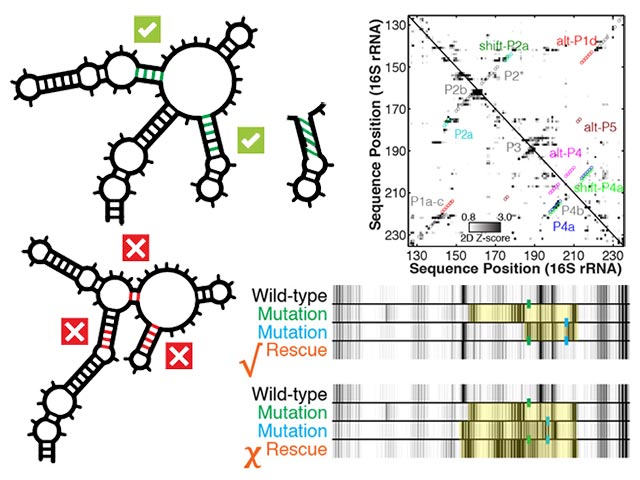 130
150
170
190
210
230
Sequence Position (16S rRNA)
shift-P2a
alt-P1d
P2*
P2b
P2a
alt-P5
P3
alt-P4
shift-P4a
P1a-c
0.8 3.0
2D Z-score
P4b
P4a
130 150 170 190 210 230
Sequence Position (16S rRNA)
Wild-type
Mutation
Mutation
√ Rescue
Wild-type
Mutation
Mutation
χ Rescue